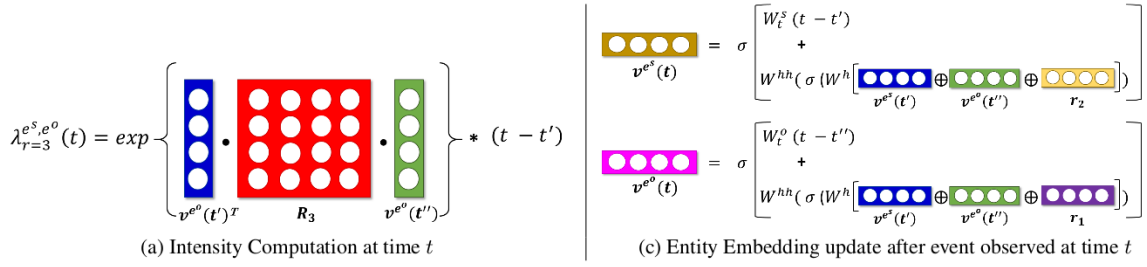 λ_{r=3}^{e^s,e^o}(t) = exp { · · } ∗ (t − t′)
v^{e^o}(t′)^T R_3 v^{e^o}(t′′)
(a) Intensity Computation at time t
W_t^s (t − t′)
= σ
+
v^{e^s}(t)
W^{hh}( σ (W^h[ ⊕ ⊕ ])
v^{e^s}(t′) v^{e^o}(t′′) r_2
W_t^o (t − t′′)
= σ
+
v^{e^o}(t)
W^{hh}( σ (W^h[ ⊕ ⊕ ])
v^{e^s}(t′) v^{e^o}(t′′) r_1
(c) Entity Embedding update after event observed at time t